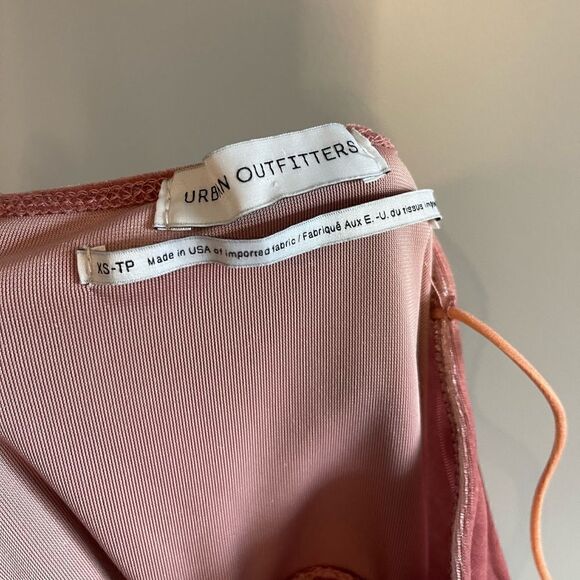 URBAN OUTFITTERS
XS-TP Made in USA of imported fabric / Fabriqué Aux E.-U. du tissus